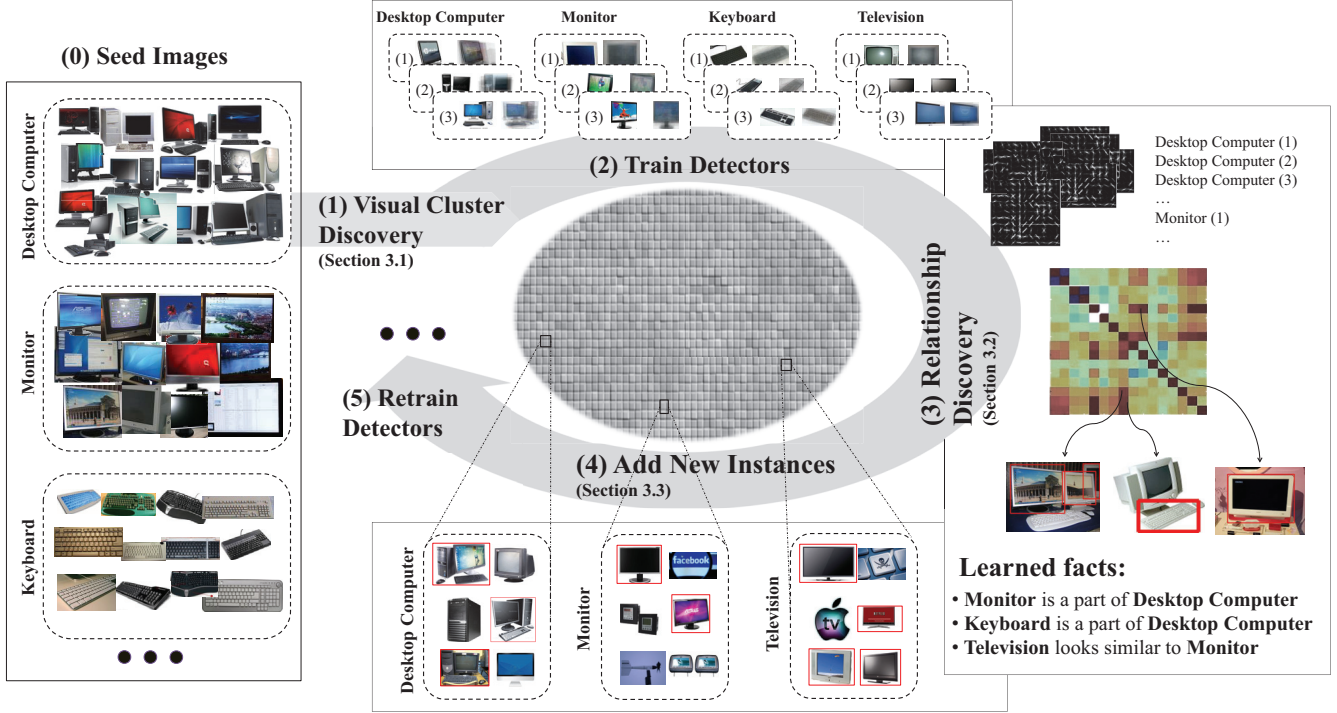 (0) Seed Images
Desktop Computer
Monitor
Keyboard
Desktop Computer
Monitor
Keyboard
Television
(1)
(2)
(3)
(1)
(2)
(3)
(1)
(2)
(3)
(1)
(2)
(3)
(1) Visual Cluster
Discovery
(Section 3.1)
(2) Train Detectors
(3) Relationship
Discovery
(Section 3.2)
Desktop Computer (1)
Desktop Computer (2)
Desktop Computer (3)
…
Monitor (1)
…
(4) Add New Instances
(Section 3.3)
(5) Retrain
Detectors
Desktop Computer
Monitor
facebook
Television
tv
Learned facts:
• Monitor is a part of Desktop Computer
• Keyboard is a part of Desktop Computer
• Television looks similar to Monitor